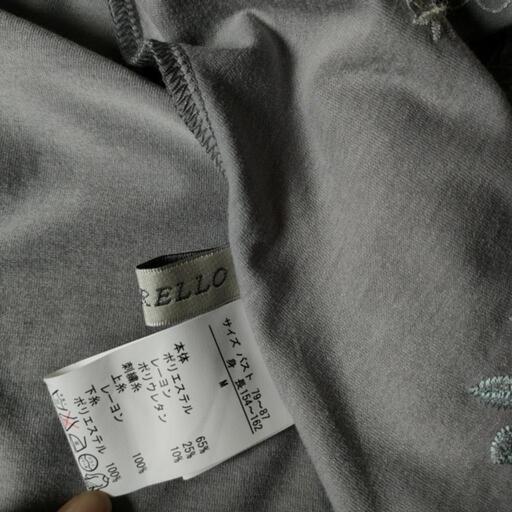 RELLO
サイズ バスト 79~87
身 長 154~162
M
本体
ポリエステル 65%
レーヨン 25%
ポリウレタン 10%
刺繍糸
上糸
レーヨン 100%
下糸
ポリエステル 100%